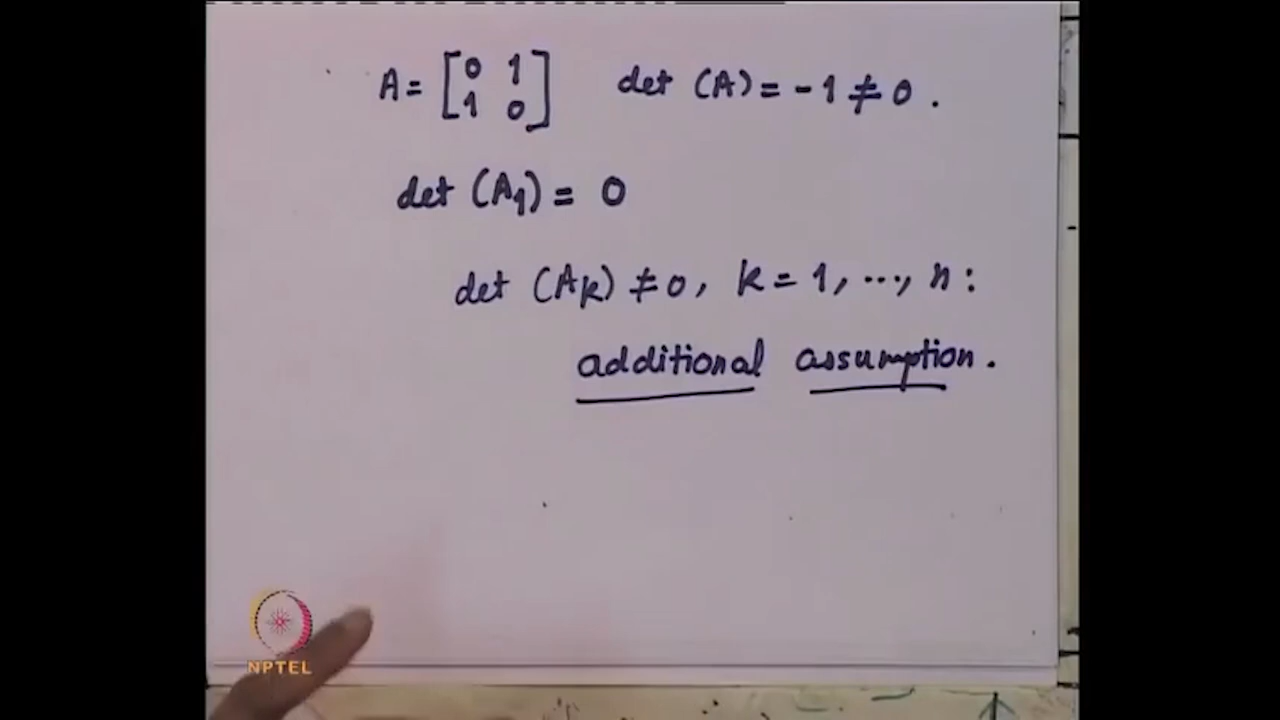 A = [0 1
1 0] det (A) = -1 ≠ 0 .
det (A1) = 0
det (Ak) ≠ 0, k = 1, ..., n :
additional assumption.
NPTEL